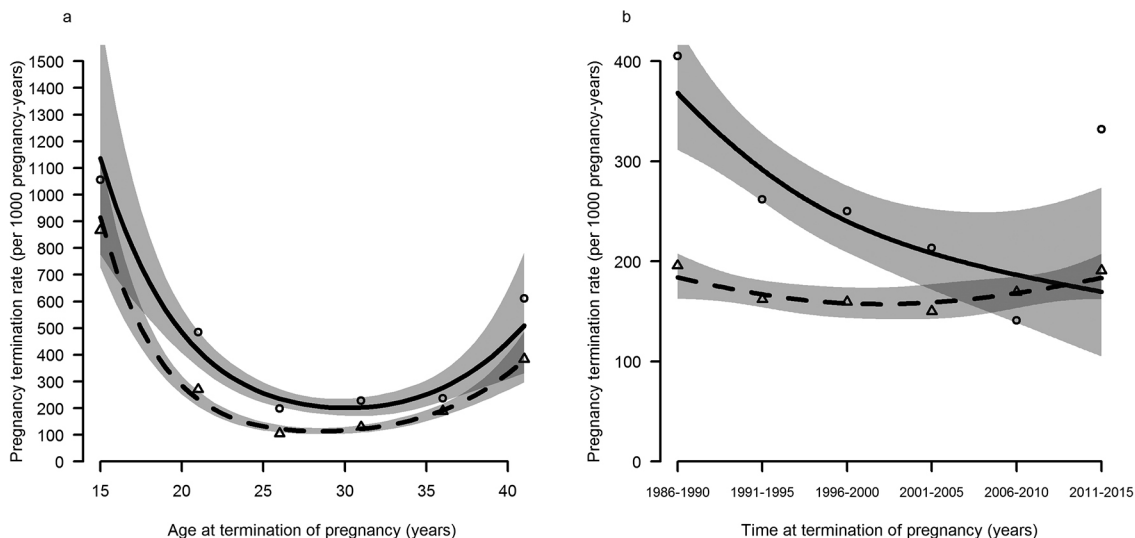 a
Pregnancy termination rate (per 1000 pregnancy-years)
1500
1400
1300
1200
1100
1000
900
800
700
600
500
400
300
200
100
0
15 20 25 30 35 40
Age at termination of pregnancy (years)
b
Pregnancy termination rate (per 1000 pregnancy-years)
400
300
200
100
0
1986-1990 1991-1995 1996-2000 2001-2005 2006-2010 2011-2015
Time at termination of pregnancy (years)